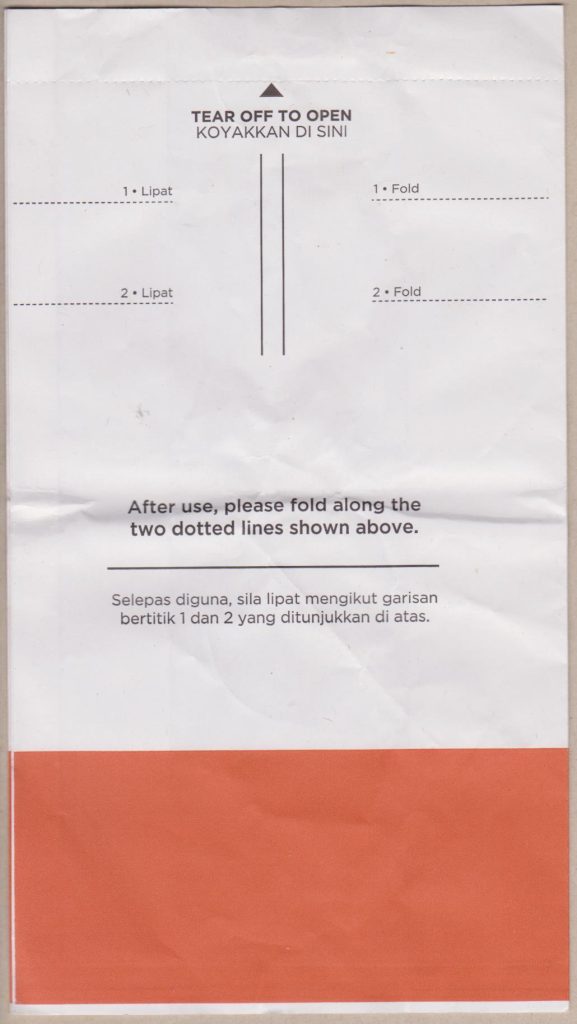 TEAR OFF TO OPEN
KOYAKKAN DI SINI
1 • Lipat
1 • Fold
2 • Lipat
2 • Fold
After use, please fold along the
two dotted lines shown above.
Selepas diguna, sila lipat mengikut garisan
bertitik 1 dan 2 yang ditunjukkan di atas.